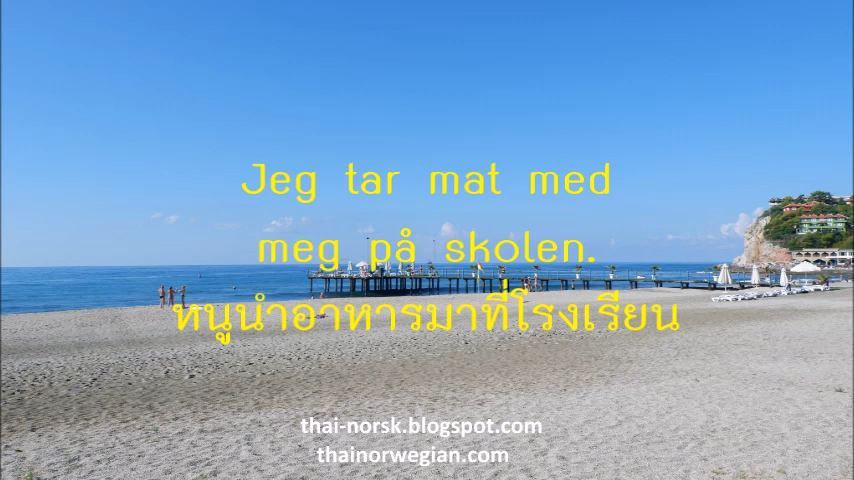 Jeg tar mat med
meg på skolen.
หนูนำอาหารมาที่โรงเรียน
thai-norsk.blogspot.com
thainorwegian.com